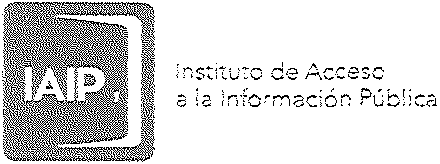 IAIP
Instituto de Acceso
a la Información Pública